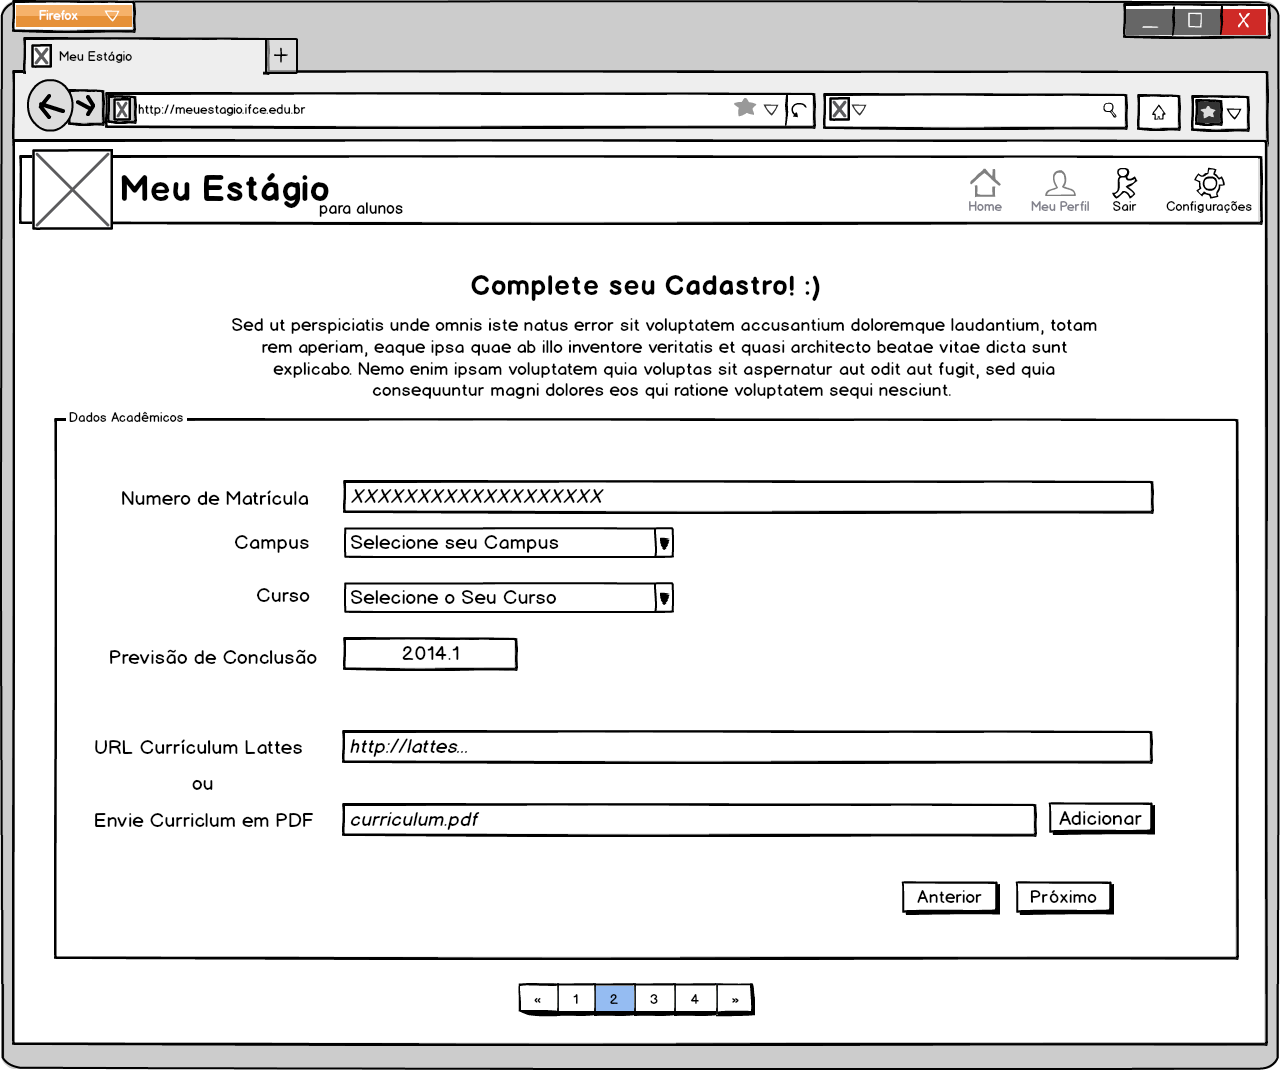 Firefox
Meu Estágio
http://meuestagio.ifce.edu.br
Meu Estágio
para alunos
Home
Meu Perfil
Sair
Configurações
Complete seu Cadastro! :)
Sed ut perspiciatis unde omnis iste natus error sit voluptatem accusantium doloremque laudantium, totam
rem aperiam, eaque ipsa quae ab illo inventore veritatis et quasi architecto beatae vitae dicta sunt
explicabo. Nemo enim ipsam voluptatem quia voluptas sit aspernatur aut odit aut fugit, sed quia
consequuntur magni dolores eos qui ratione voluptatem sequi nesciunt.
Dados Acadêmicos
Numero de Matrícula XXXXXXXXXXXXXXXXXXX
Campus Selecione seu Campus
Curso Selecione o Seu Curso
Previsão de Conclusão 2014.1
URL Currículum Lattes http://lattes...
ou
Envie Curriclum em PDF curriculum.pdf Adicionar
Anterior Próximo
« 1 2 3 4 »